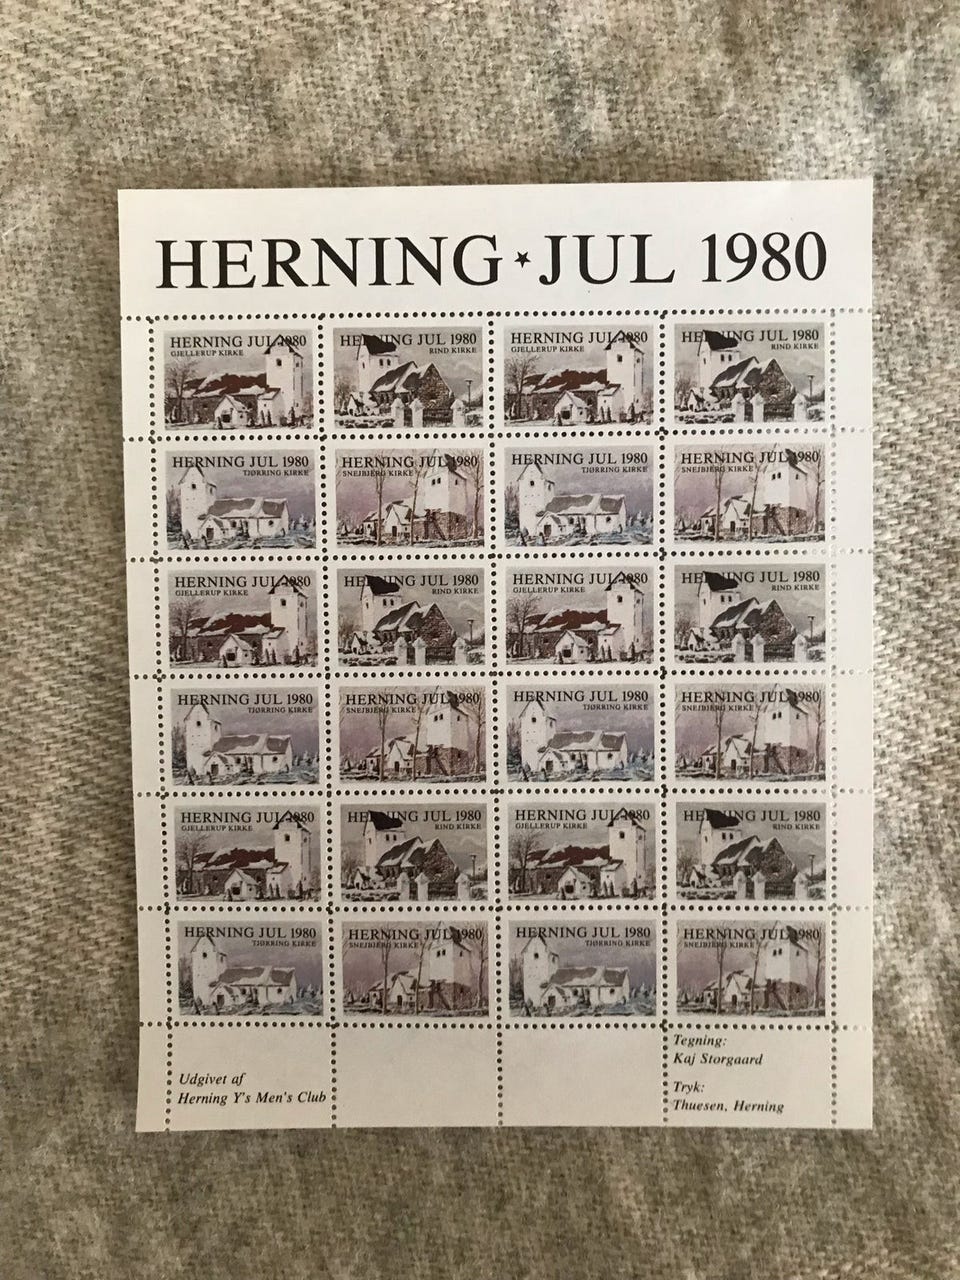 HERNING ★ JUL 1980
HERNING JUL 1980
GJELLERUP KIRKE
HERNING JUL 1980
RIND KIRKE
HERNING JUL 1980
GJELLERUP KIRKE
HERNING JUL 1980
RIND KIRKE
HERNING JUL 1980
TJØRRING KIRKE
HERNING JUL 1980
SNEJBJERG KIRKE
HERNING JUL 1980
TJØRRING KIRKE
HERNING JUL 1980
SNEJBJERG KIRKE
HERNING JUL 1980
GJELLERUP KIRKE
HERNING JUL 1980
RIND KIRKE
HERNING JUL 1980
GJELLERUP KIRKE
HERNING JUL 1980
RIND KIRKE
HERNING JUL 1980
TJØRRING KIRKE
HERNING JUL 1980
SNEJBJERG KIRKE
HERNING JUL 1980
TJØRRING KIRKE
HERNING JUL 1980
SNEJBJERG KIRKE
HERNING JUL 1980
GJELLERUP KIRKE
HERNING JUL 1980
RIND KIRKE
HERNING JUL 1980
GJELLERUP KIRKE
HERNING JUL 1980
RIND KIRKE
HERNING JUL 1980
TJØRRING KIRKE
HERNING JUL 1980
SNEJBJERG KIRKE
HERNING JUL 1980
TJØRRING KIRKE
HERNING JUL 1980
SNEJBJERG KIRKE
Udgivet af
Herning Y's Men's Club
Tegning:
Kaj Storgaard
Tryk:
Thuesen, Herning